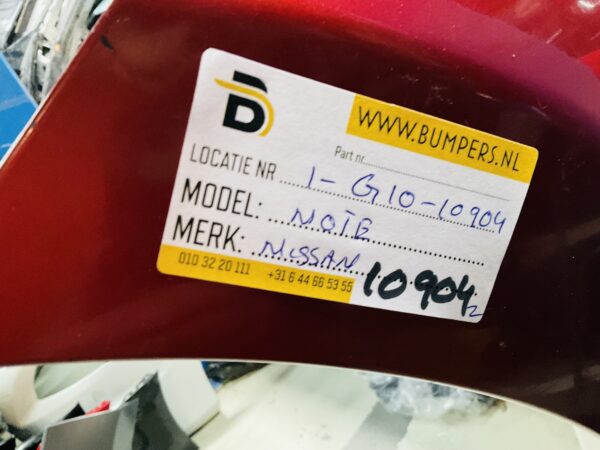 WWW.BUMPERS.NL
Part nr
LOCATIE NR 1-G10-10904
MODEL: NOTE
MERK: NISSAN
010 32 20 111 +31 6 44 66 53 55
10904
2